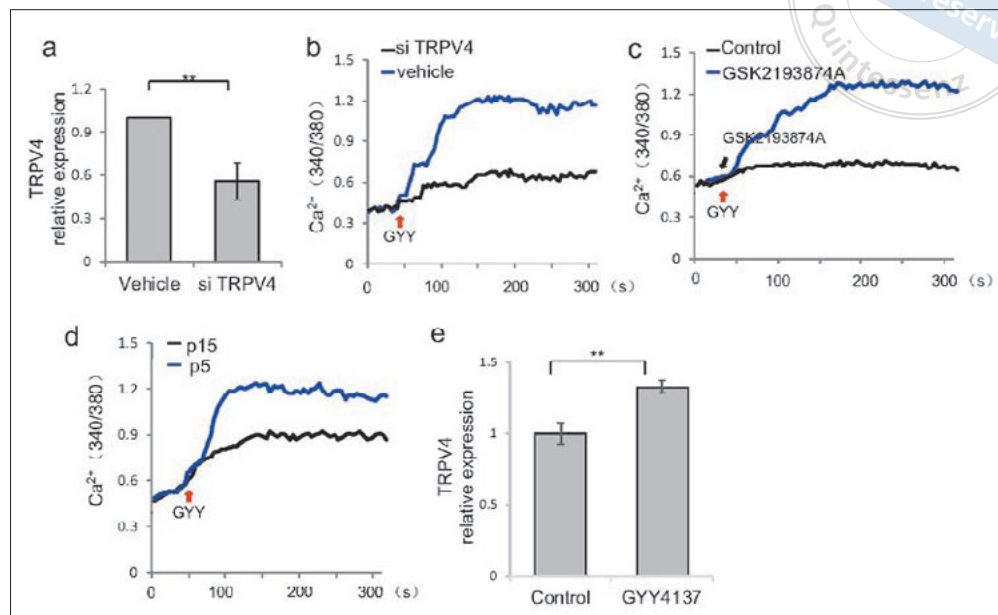 a
**
TRPV4
relative expression
1.2
0.9
0.6
0.3
0
Vehicle
si TRPV4
b
si TRPV4
vehicle
Ca²⁻ (340/380)
1.5
1.2
0.9
0.6
0.3
0
GYY
0
100
200
300
(s)
c
Control
GSK2193874A
GSK2193874A
Ca²⁺ (340/380)
1.5
1.2
0.9
0.6
0.3
0
GYY
0
100
200
300
(s)
Quintessenz
d
p15
p5
Ca²⁺ (340/380)
1.5
1.2
0.9
0.6
0.3
0
GYY
0
100
200
300
(s)
e
**
TRPV4
relative expression
1.5
1
0.5
0
Control
GYY4137